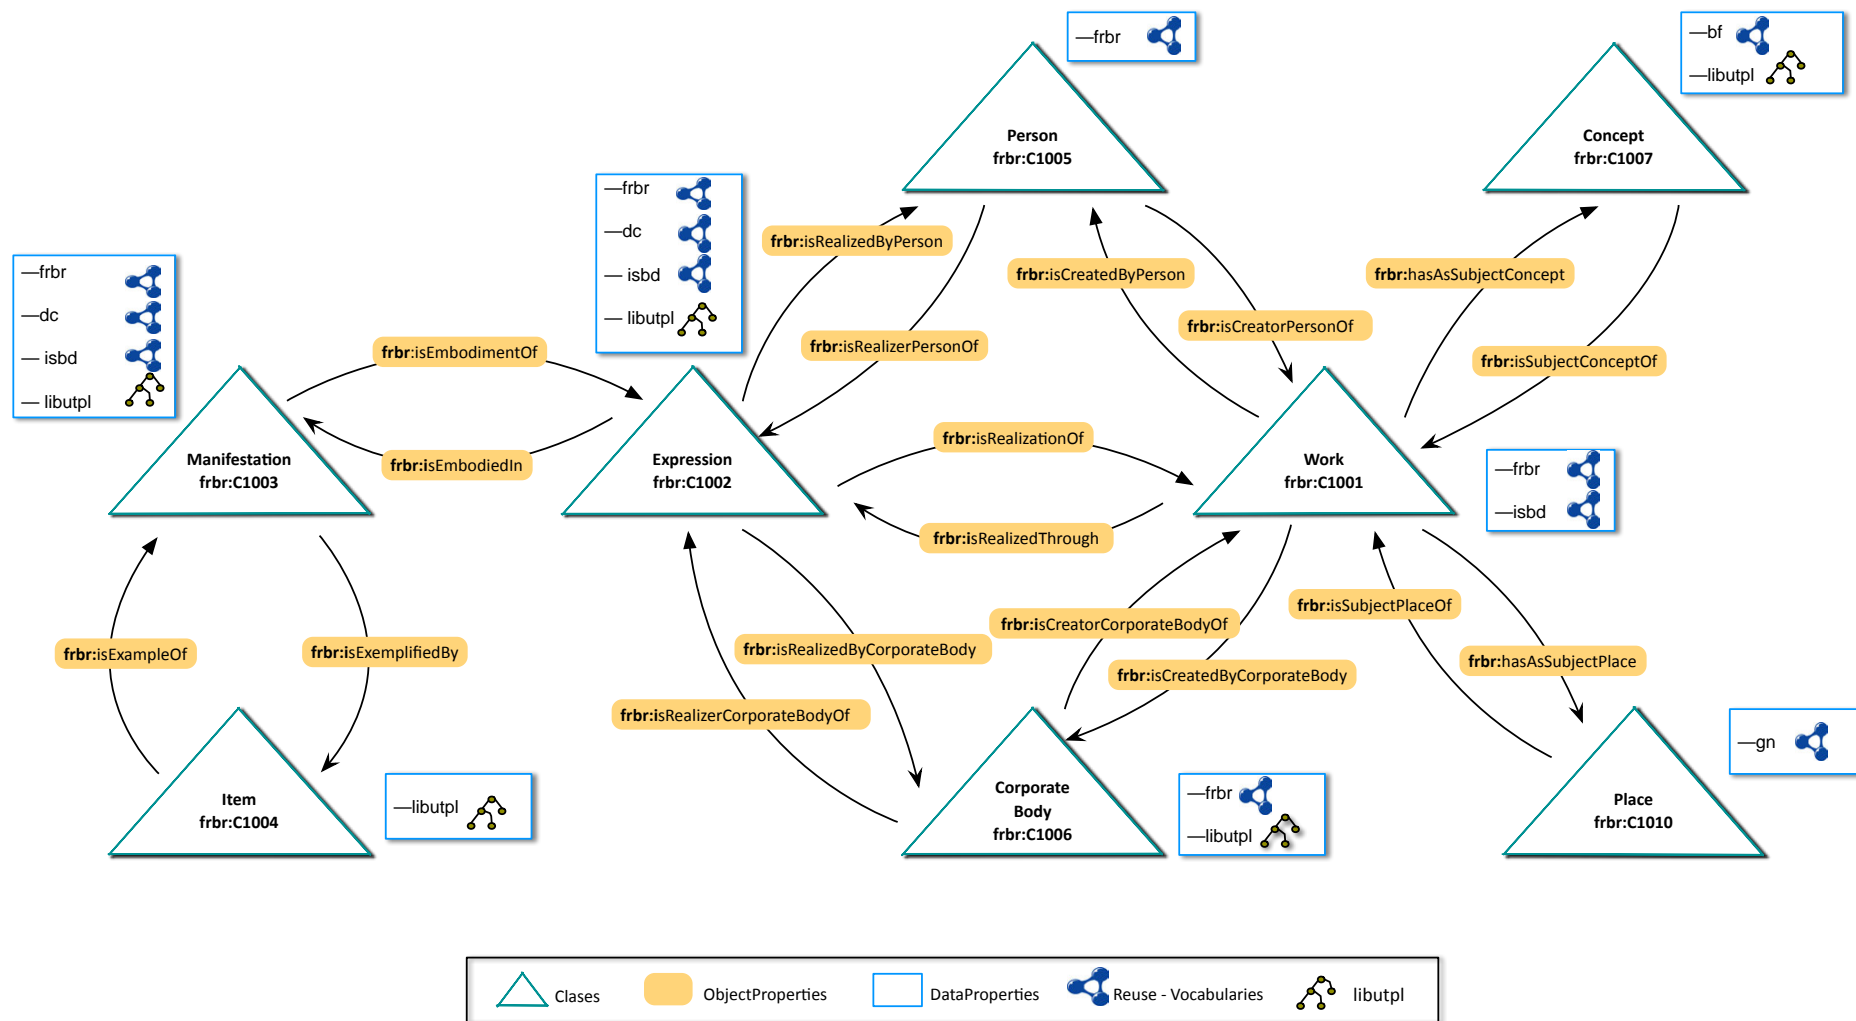 —frbr
—bf
—libutpl
Person
frbr:C1005
Concept
frbr:C1007
—frbr
—dc
— isbd
— libutpl
frbr:isRealizedByPerson
frbr:isCreatedByPerson
frbr:hasAsSubjectConcept
—frbr
—dc
— isbd
— libutpl
frbr:isEmbodimentOf
frbr:isRealizerPersonOf
frbr:isCreatorPersonOf
frbr:isSubjectConceptOf
Manifestation
frbr:C1003
frbr:isEmbodiedIn
Expression
frbr:C1002
frbr:isRealizationOf
Work
frbr:C1001
—frbr
—isbd
frbr:isRealizedThrough
frbr:isExampleOf
frbr:isExemplifiedBy
frbr:isRealizedByCorporateBody
frbr:isCreatorCorporateBodyOf
frbr:isSubjectPlaceOf
frbr:hasAsSubjectPlace
frbr:isCreatedByCorporateBody
frbr:isRealizerCorporateBodyOf
—gn
Item
frbr:C1004
—libutpl
Corporate
Body
frbr:C1006
—frbr
—libutpl
Place
frbr:C1010
Clases
ObjectProperties
DataProperties
Reuse - Vocabularies
libutpl